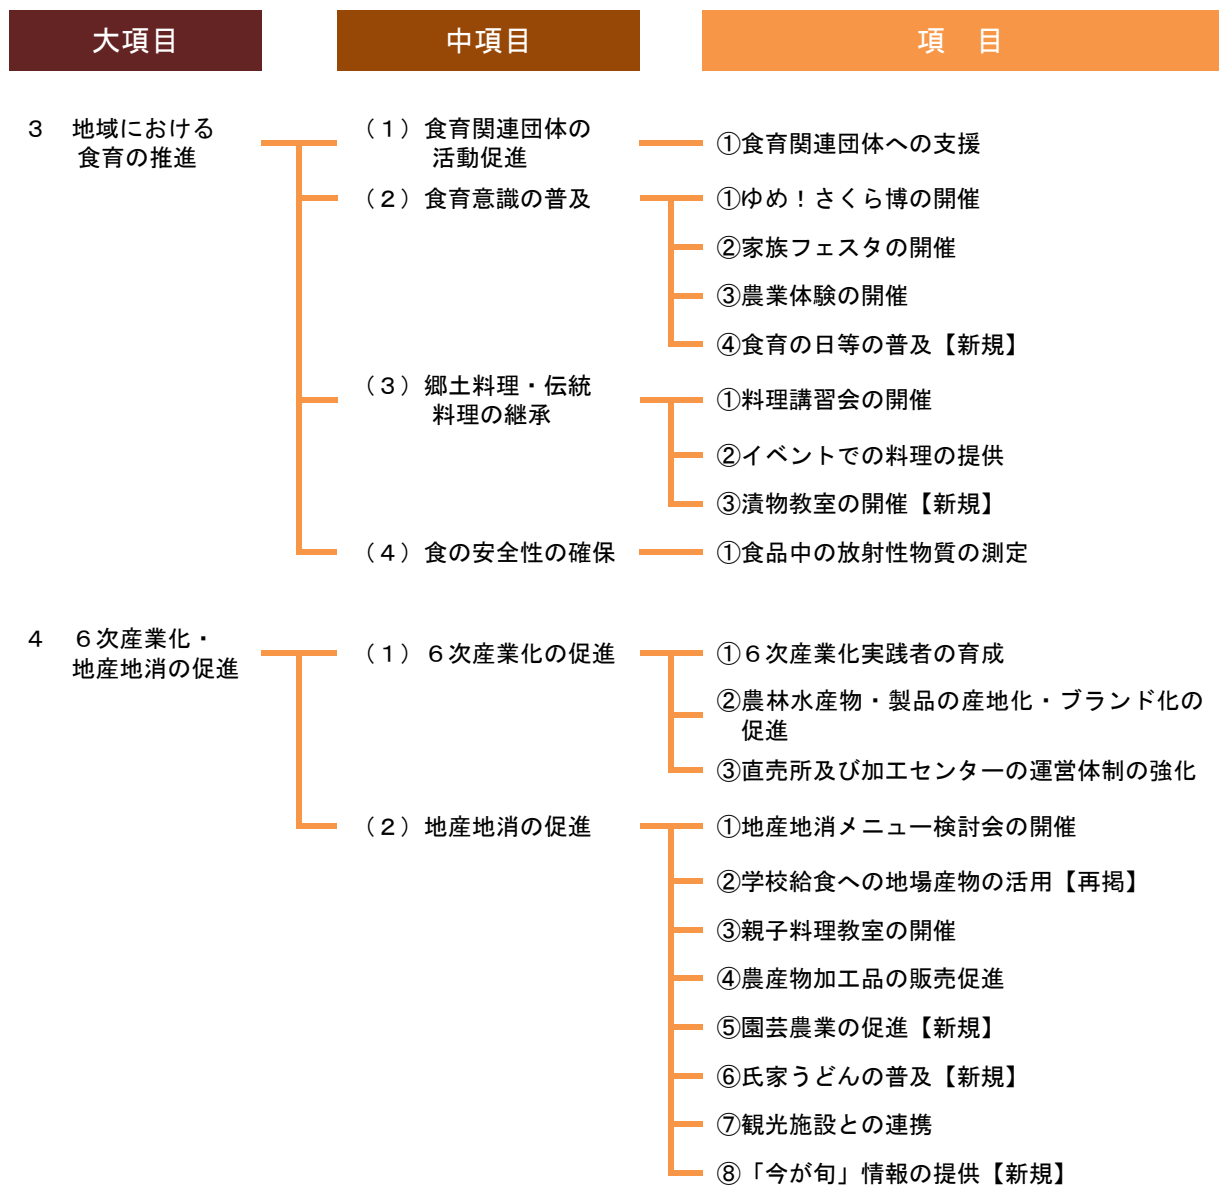 大項目
中項目
項　目
３　地域における
食育の推進
（１）食育関連団体の
活動促進
①食育関連団体への支援
（２）食育意識の普及
①ゆめ！さくら博の開催
②家族フェスタの開催
③農業体験の開催
④食育の日等の普及【新規】
（３）郷土料理・伝統
料理の継承
①料理講習会の開催
②イベントでの料理の提供
③漬物教室の開催【新規】
（４）食の安全性の確保
①食品中の放射性物質の測定
４　６次産業化・
地産地消の促進
（１）６次産業化の促進
①６次産業化実践者の育成
②農林水産物・製品の産地化・ブランド化の
促進
③直売所及び加工センターの運営体制の強化
（２）地産地消の促進
①地産地消メニュー検討会の開催
②学校給食への地場産物の活用【再掲】
③親子料理教室の開催
④農産物加工品の販売促進
⑤園芸農業の促進【新規】
⑥氏家うどんの普及【新規】
⑦観光施設との連携
⑧「今が旬」情報の提供【新規】